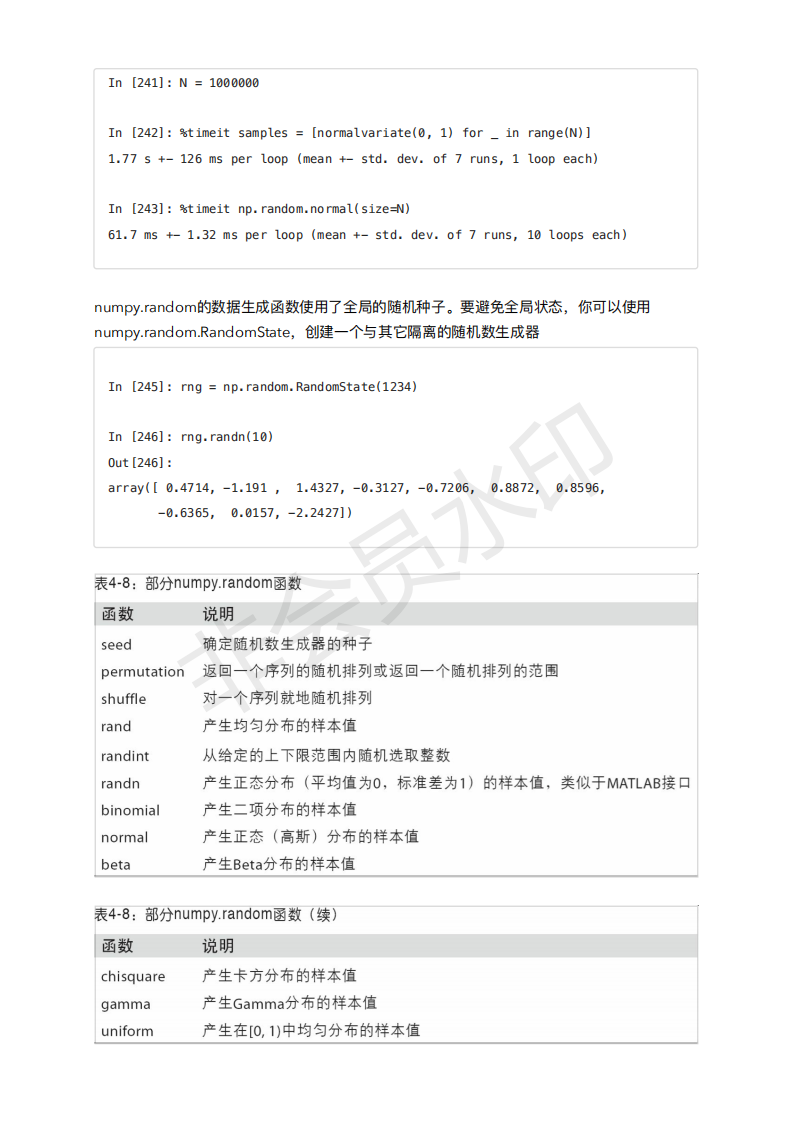 In [241]: N = 1000000
In [242]: %timeit samples = [normalvariate(0, 1) for _ in range(N)]
1.77 s +- 126 ms per loop (mean +- std. dev. of 7 runs, 1 loop each)
In [243]: %timeit np.random.normal(size=N)
61.7 ms +- 1.32 ms per loop (mean +- std. dev. of 7 runs, 10 loops each)
numpy.random的数据生成函数使用了全局的随机种子。要避免全局状态，你可以使用
numpy.random.RandomState，创建一个与其它隔离的随机数生成器
In [245]: rng = np.random.RandomState(1234)
In [246]: rng.randn(10)
Out[246]:
array([ 0.4714, -1.191 ,  1.4327, -0.3127, -0.7206,  0.8872,  0.8596,
       -0.6365,  0.0157, -2.2427])
非会员水印
表4-8：部分numpy.random函数
函数 说明
seed 确定随机数生成器的种子
permutation 返回一个序列的随机排列或返回一个随机排列的范围
shuffle 对一个序列就地随机排列
rand 产生均匀分布的样本值
randint 从给定的上下限范围内随机选取整数
randn 产生正态分布（平均值为0，标准差为1）的样本值，类似于MATLAB接口
binomial 产生二项分布的样本值
normal 产生正态（高斯）分布的样本值
beta 产生Beta分布的样本值
表4-8：部分numpy.random函数（续）
函数 说明
chisquare 产生卡方分布的样本值
gamma 产生Gamma分布的样本值
uniform 产生在[0, 1)中均匀分布的样本值